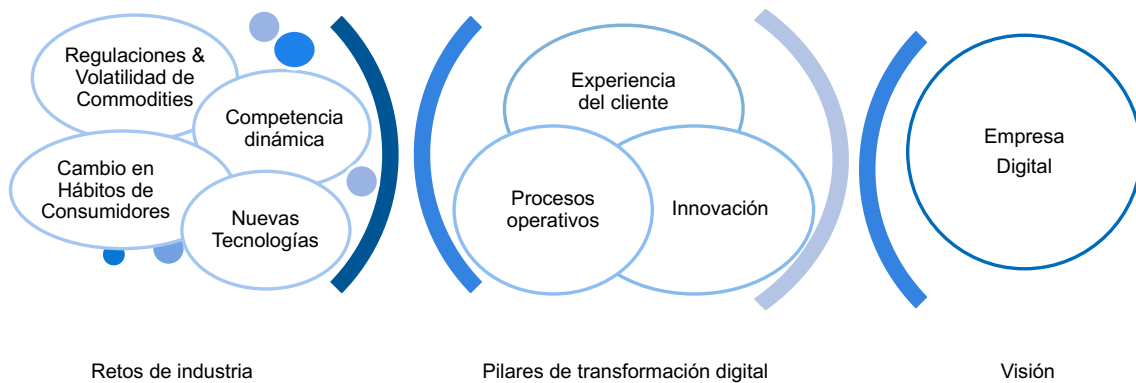 Regulaciones &
Volatilidad de
Commodities
Competencia
dinámica
Cambio en
Hábitos de
Consumidores
Nuevas
Tecnologías
Experiencia
del cliente
Procesos
operativos
Innovación
Empresa
Digital
Retos de industria
Pilares de transformación digital
Visión